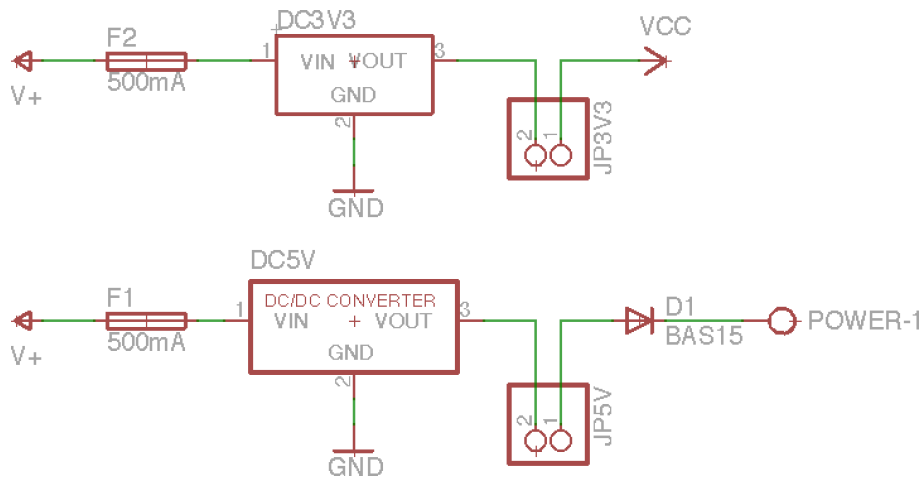 DC3V3
VCC
F2
500mA
V+
1
VIN
VOUT
3
GND
2
GND
2
1
JP3V3
DC5V
F1
500mA
V+
1
DC/DC CONVERTER
VIN
VOUT
3
GND
2
GND
2
1
JP5V
D1
BAS15
POWER-1